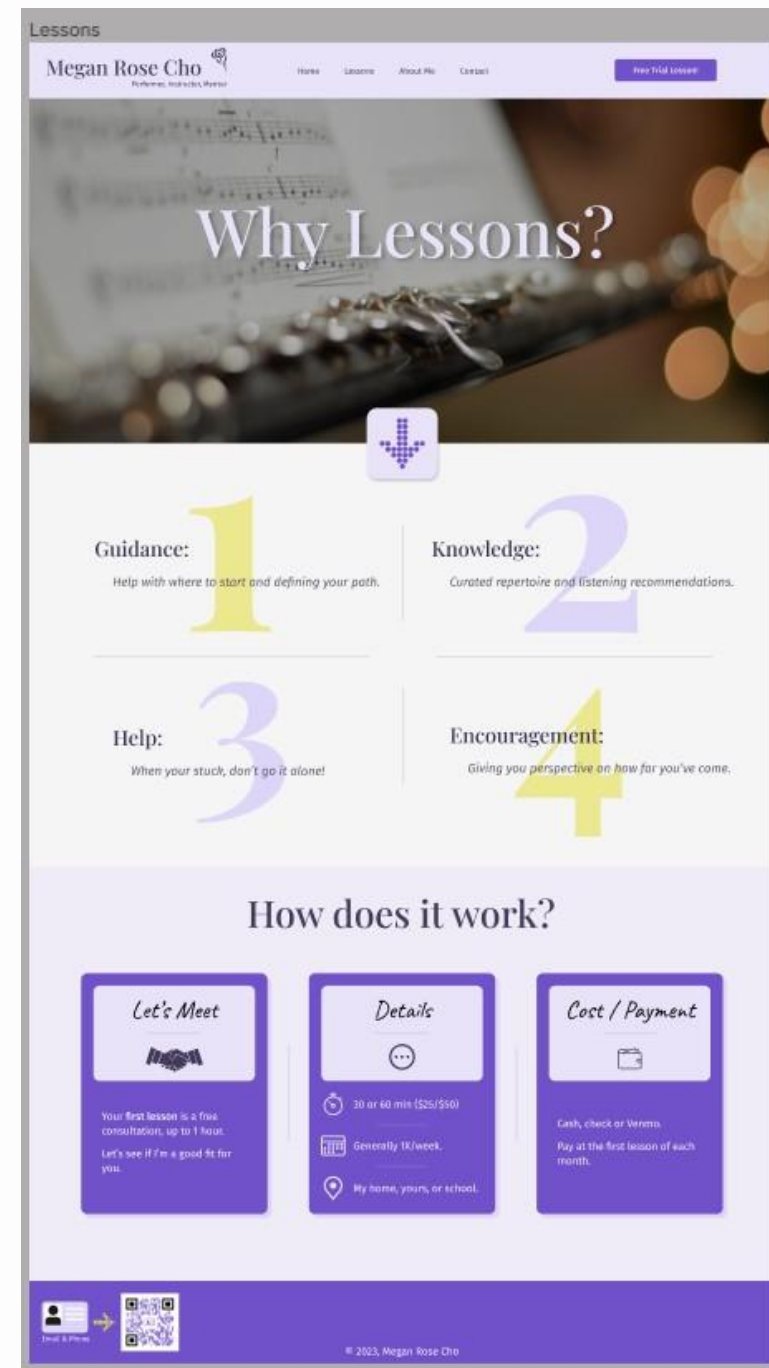 Lessons
Megan Rose Cho
Performer, Instructor, Mentor
Home Lessons About Me Contact
Free Trial Lesson!
Why Lessons?
1
Guidance:
Help with where to start and defining your path.
2
Knowledge:
Curated repertoire and listening recommendations.
3
Help:
When your stuck, don't go it alone!
4
Encouragement:
Giving you perspective on how far you've come.
How does it work?
Let's Meet
Your first lesson is a free
consultation, up to 1 hour.
Let's see if I'm a good fit for
you.
Details
30 or 60 min ($25/$50)
Generally 1X/week.
My home, yours, or school.
Cost / Payment
Cash, check or Venmo.
Pay at the first lesson of each
month.
Email & Phone
© 2023, Megan Rose Cho